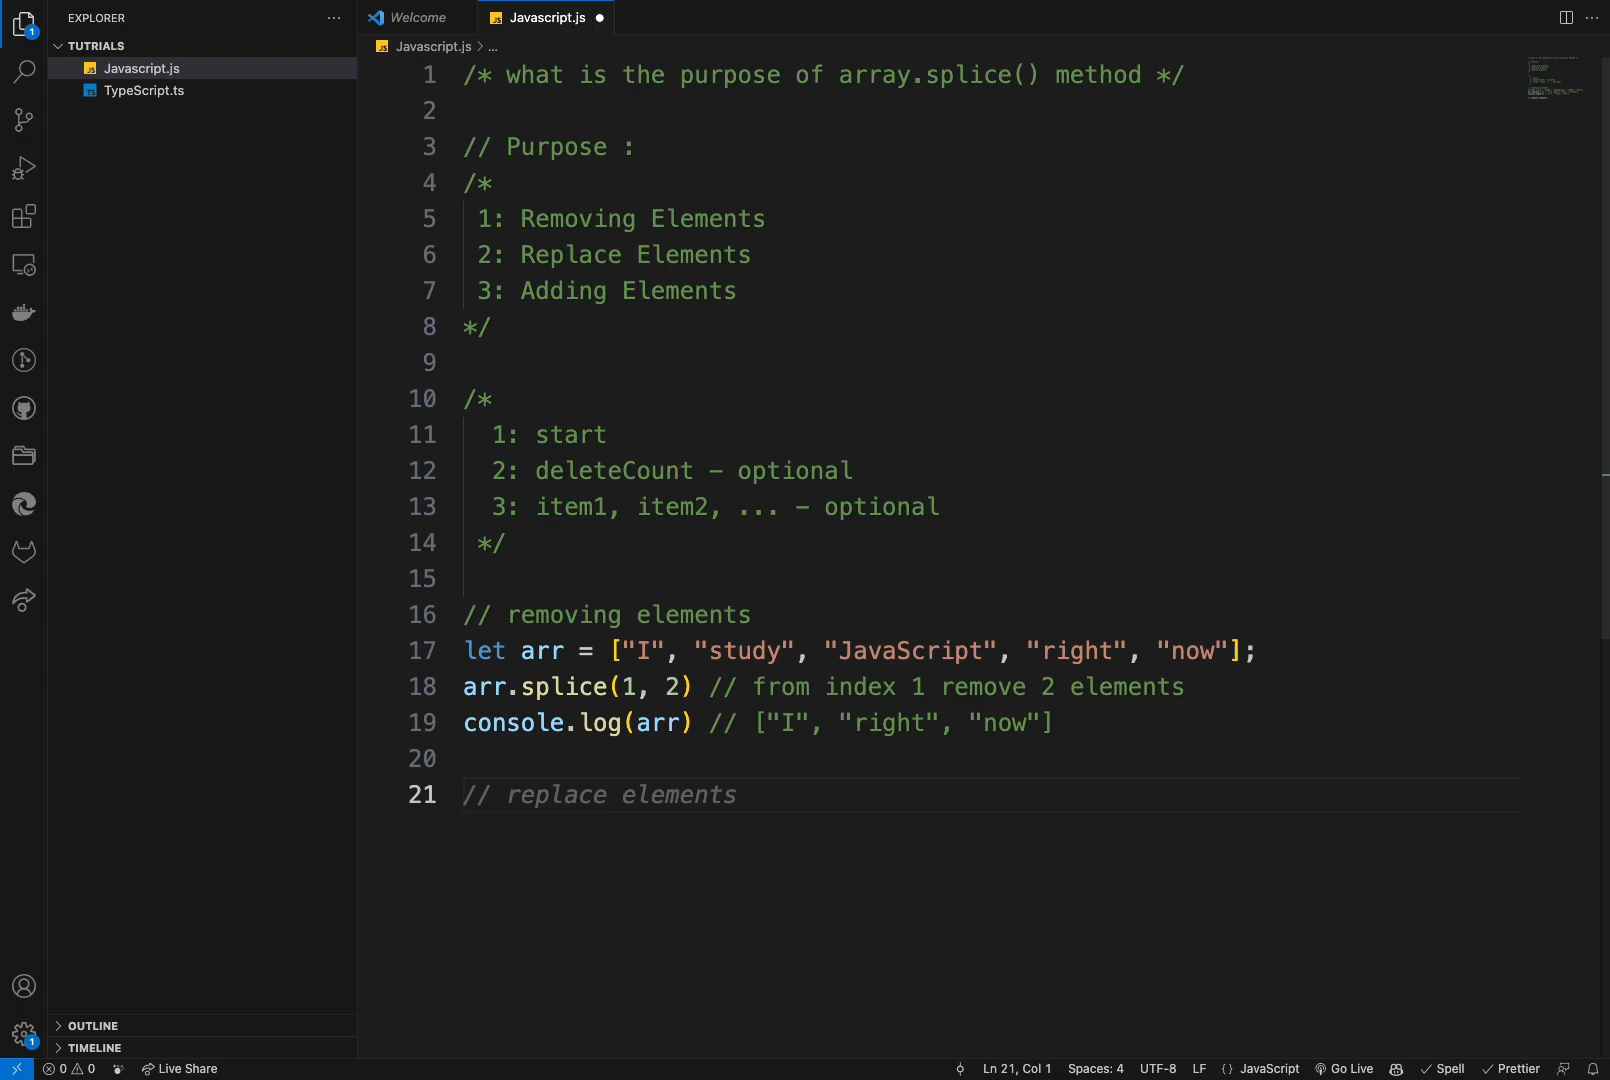 EXPLORER
TUTRIALS
Javascript.js
TypeScript.ts
OUTLINE
TIMELINE
Welcome
Javascript.js
Javascript.js > ...
1 /* what is the purpose of array.splice() method */
2
3 // Purpose :
4 /*
5 1: Removing Elements
6 2: Replace Elements
7 3: Adding Elements
8 */
9
10 /*
11 1: start
12 2: deleteCount – optional
13 3: item1, item2, ... – optional
14 */
15
16 // removing elements
17 let arr = ["I", "study", "JavaScript", "right", "now"];
18 arr.splice(1, 2) // from index 1 remove 2 elements
19 console.log(arr) // ["I", "right", "now"]
20
21 // replace elements
1
1
0 0 Live Share Ln 21, Col 1 Spaces: 4 UTF-8 LF {} JavaScript Go Live Spell Prettier